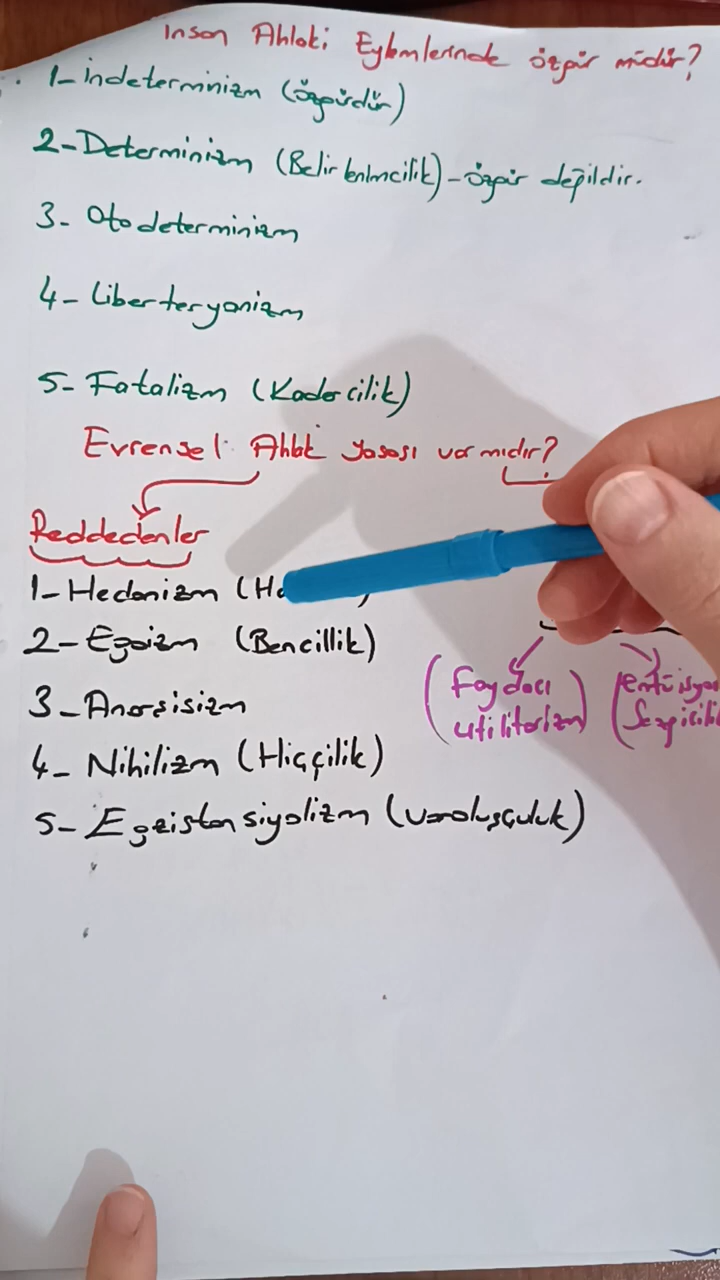 İnsan Ahlaki Eylemlerinde özgür müdür?
1- İndeterminizm (özgürdür)
2- Determinizm (Belirlenimcilik) - özgür değildir.
3- Otodeterminizm
4- Liberteryanizm
5- Fatalizm (Kadercilik)
Evrensel Ahlak yasası var mıdır?
Reddedenler
1- Hedonizm
2- Egoizm (Bencillik)
3- Anarşisizm
4- Nihilizm (Hiççilik)
5- Egzistansiyalizm (Varoluşçuluk)
(Faydacı
utilitarizm)